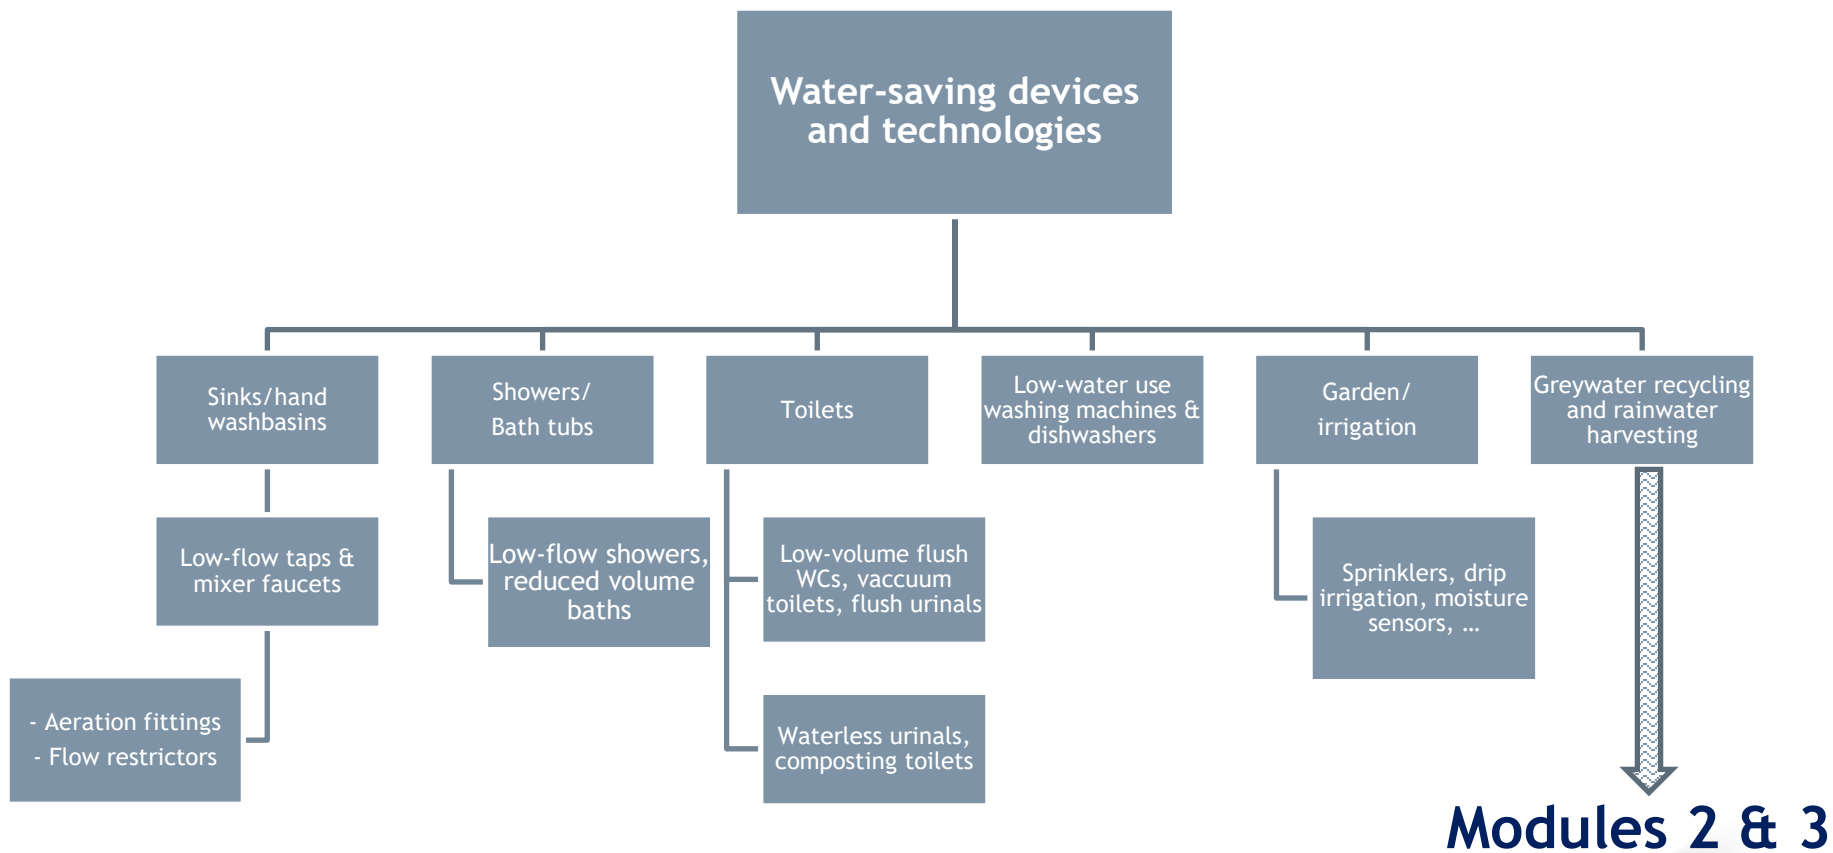 Water-saving devices
and technologies
Sinks/hand
washbasins
Showers/
Bath tubs
Toilets
Low-water use
washing machines &
dishwashers
Garden/
irrigation
Greywater recycling
and rainwater
harvesting
Low-flow taps &
mixer faucets
Low-flow showers,
reduced volume
baths
Low-volume flush
WCs, vaccuum
toilets, flush urinals
Sprinklers, drip
irrigation, moisture
sensors, …
- Aeration fittings
- Flow restrictors
Waterless urinals,
composting toilets
Modules 2 & 3